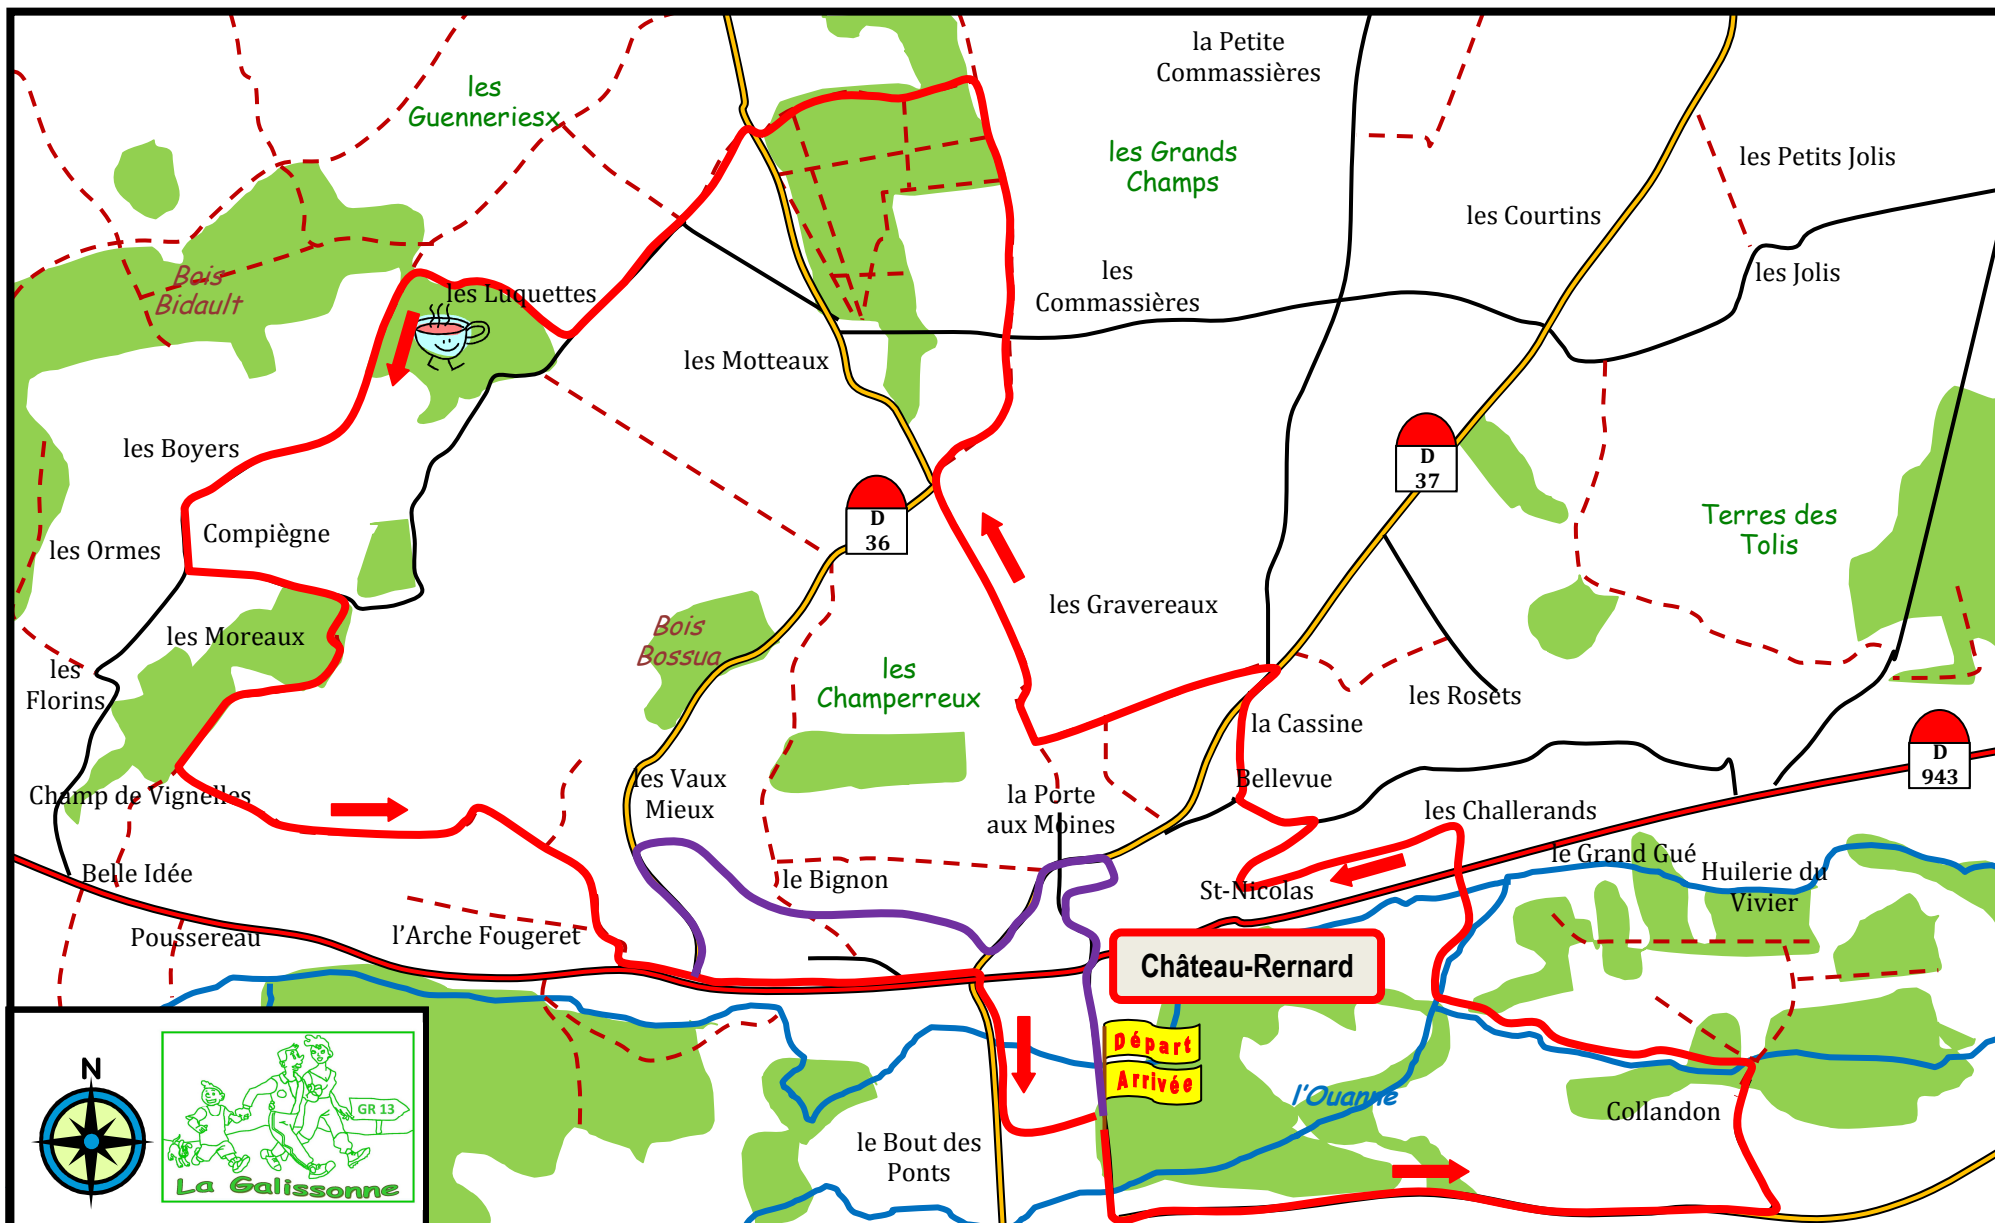 la Petite
Commassières
les
Guenneriesx
les Grands
Champs
les Petits Jolis
les Courtins
les Jolis
Bois
Bidault
les Luquettes
les
Commassières
les Motteaux
les Boyers
D
37
Compiègne
les Ormes
D
36
Terres des
Tolis
les Gravereaux
les Moreaux
Bois
Bossua
les
Florins
les
Champerreux
les Rosets
la Cassine
D
943
Champ de Vignelles
les Vaux
Mieux
Bellevue
la Porte
aux Moines
les Challerands
Belle Idée
le Bignon
St-Nicolas
le Grand Gué
Huilerie du
Vivier
Poussereau
l'Arche Fougeret
Château-Rernard
Départ
Arrivée
l'Ouanne
Collandon
le Bout des
Ponts
N
GR 13
La Galissonne